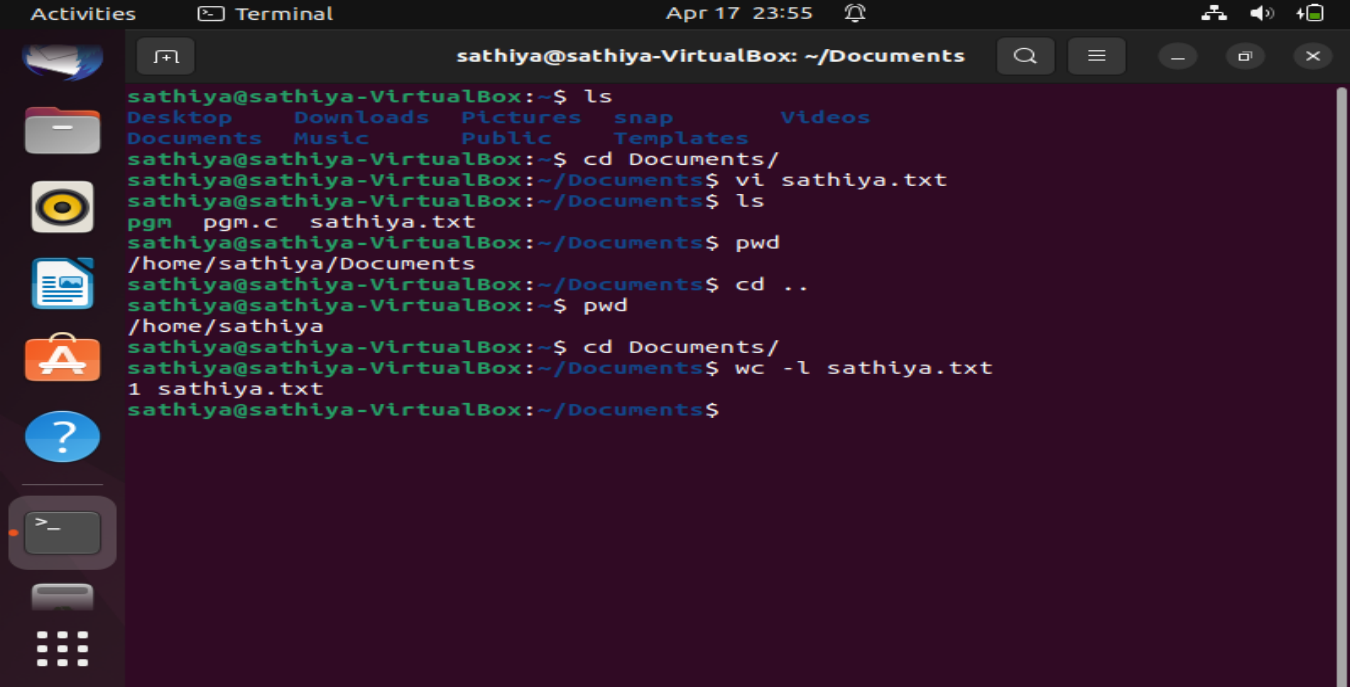 Activities Terminal Apr 17 23:55
sathiya@sathiya-VirtualBox: ~/Documents
sathiya@sathiya-VirtualBox:~$ ls
Desktop Downloads Pictures snap Videos
Documents Music Public Templates
sathiya@sathiya-VirtualBox:~$ cd Documents/
sathiya@sathiya-VirtualBox:~/Documents$ vi sathiya.txt
sathiya@sathiya-VirtualBox:~/Documents$ ls
pgm pgm.c sathiya.txt
sathiya@sathiya-VirtualBox:~/Documents$ pwd
/home/sathiya/Documents
sathiya@sathiya-VirtualBox:~/Documents$ cd ..
sathiya@sathiya-VirtualBox:~$ pwd
/home/sathiya
sathiya@sathiya-VirtualBox:~$ cd Documents/
sathiya@sathiya-VirtualBox:~/Documents$ wc -l sathiya.txt
1 sathiya.txt
sathiya@sathiya-VirtualBox:~/Documents$